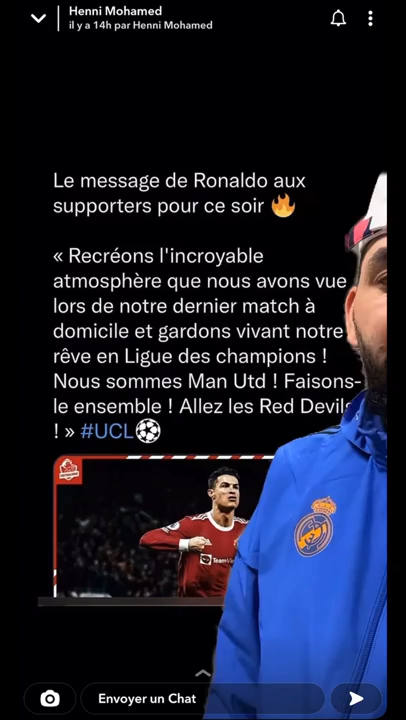 Henni Mohamed
il y a 14h par Henni Mohamed
Le message de Ronaldo aux
supporters pour ce soir 🔥
« Recréons l'incroyable
atmosphère que nous avons vue
lors de notre dernier match à
domicile et gardons vivant notre
rêve en Ligue des champions !
Nous sommes Man Utd ! Faisons-
le ensemble ! Allez les Red Devils
! » #UCL⚽
TeamV
Envoyer un Chat